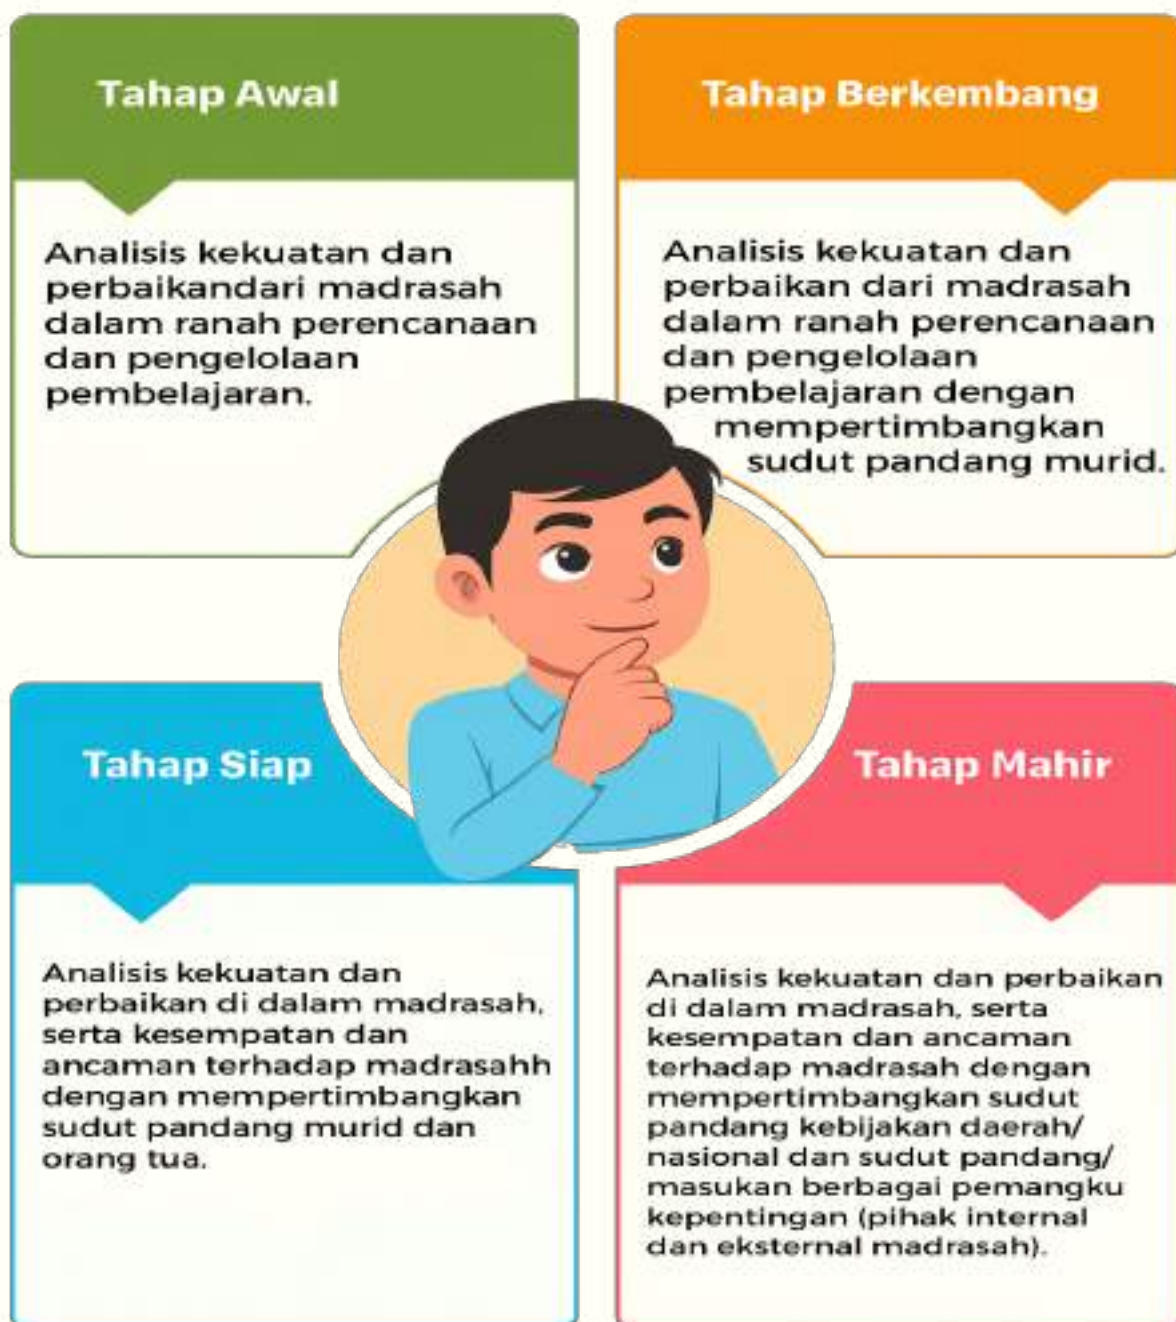 Tahap Awal
Analisis kekuatan dan
perbaikandari madrasah
dalam ranah perencanaan
dan pengelolaan
pembelajaran.
Tahap Berkembang
Analisis kekuatan dan
perbaikan dari madrasah
dalam ranah perencanaan
dan pengelolaan
pembelajaran dengan
mempertimbangkan
sudut pandang murid.
Tahap Siap
Analisis kekuatan dan
perbaikan di dalam madrasah,
serta kesempatan dan
ancaman terhadap madrasahh
dengan mempertimbangkan
sudut pandang murid dan
orang tua.
Tahap Mahir
Analisis kekuatan dan perbaikan
di dalam madrasah, serta
kesempatan dan ancaman
terhadap madrasah dengan
mempertimbangkan sudut
pandang kebijakan daerah/
nasional dan sudut pandang/
masukan berbagai pemangku
kepentingan (pihak internal
dan eksternal madrasah).